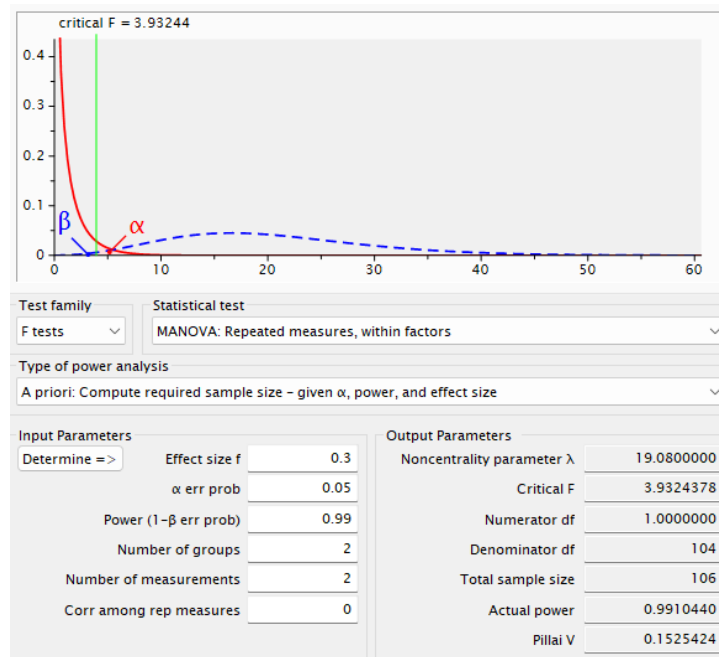 critical F = 3.93244
0.4
0.3
0.2
β α
0.1
0
0 10 20 30 40 50 60
Test family Statistical test
F tests MANOVA: Repeated measures, within factors
Type of power analysis
A priori: Compute required sample size – given α, power, and effect size
Input Parameters
Determine => Effect size f 0.3
α err prob 0.05
Power (1-β err prob) 0.99
Number of groups 2
Number of measurements 2
Corr among rep measures 0
Output Parameters
Noncentrality parameter λ 19.0800000
Critical F 3.9324378
Numerator df 1.0000000
Denominator df 104
Total sample size 106
Actual power 0.9910440
Pillai V 0.1525424